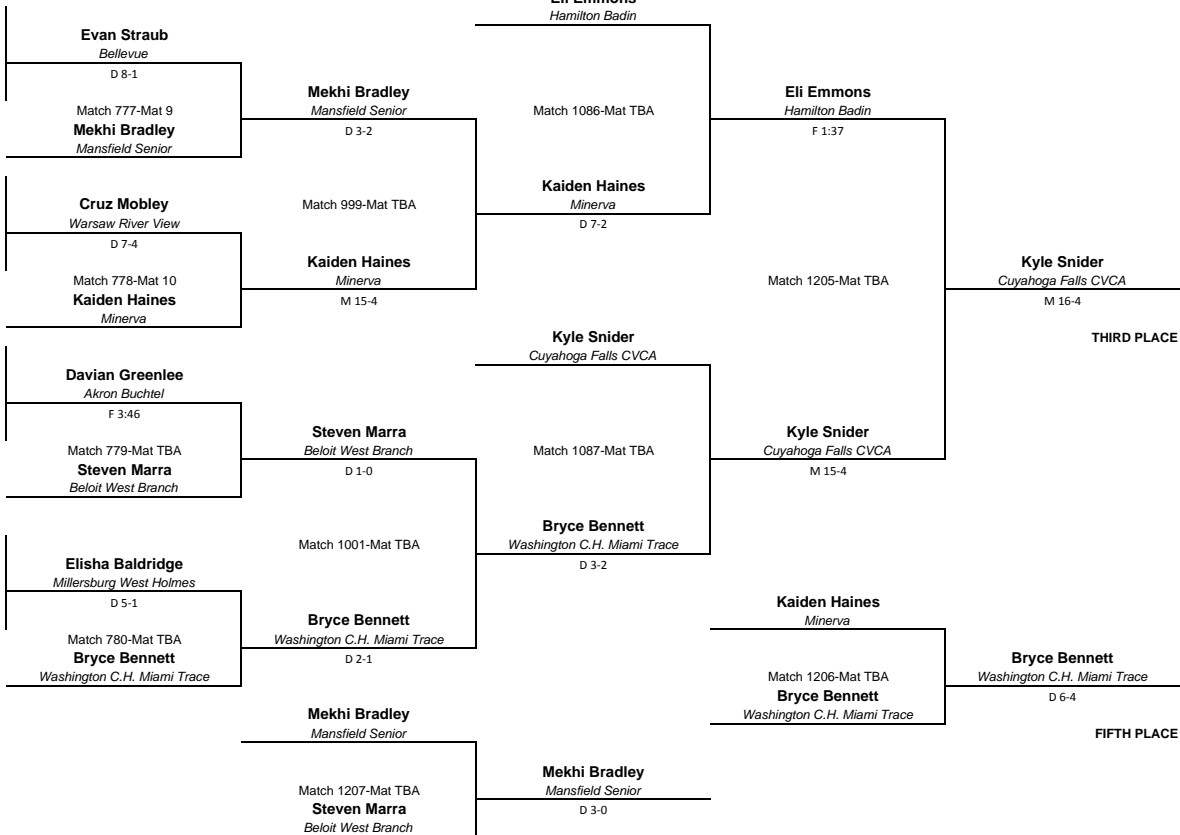 Evan Straub
Bellevue
D 8-1
Match 777-Mat 9
Mekhi Bradley
Mansfield Senior
Cruz Mobley
Warsaw River View
D 7-4
Match 778-Mat 10
Kaiden Haines
Minerva
Davian Greenlee
Akron Buchtel
F 3:46
Match 779-Mat TBA
Steven Marra
Beloit West Branch
Elisha Baldridge
Millersburg West Holmes
D 5-1
Match 780-Mat TBA
Bryce Bennett
Washington C.H. Miami Trace
Mekhi Bradley
Mansfield Senior
D 3-2
Match 999-Mat TBA
Kaiden Haines
Minerva
M 15-4
Steven Marra
Beloit West Branch
D 1-0
Match 1001-Mat TBA
Bryce Bennett
Washington C.H. Miami Trace
D 2-1
Mekhi Bradley
Mansfield Senior
Match 1207-Mat TBA
Steven Marra
Beloit West Branch
Eli Emmons
Hamilton Badin
Match 1086-Mat TBA
Kaiden Haines
Minerva
D 7-2
Kyle Snider
Cuyahoga Falls CVCA
Match 1087-Mat TBA
Bryce Bennett
Washington C.H. Miami Trace
D 3-2
Mekhi Bradley
Mansfield Senior
D 3-0
Eli Emmons
Hamilton Badin
F 1:37
Match 1205-Mat TBA
Kyle Snider
Cuyahoga Falls CVCA
M 15-4
Kaiden Haines
Minerva
Match 1206-Mat TBA
Bryce Bennett
Washington C.H. Miami Trace
Kyle Snider
Cuyahoga Falls CVCA
M 16-4
THIRD PLACE
Bryce Bennett
Washington C.H. Miami Trace
D 6-4
FIFTH PLACE